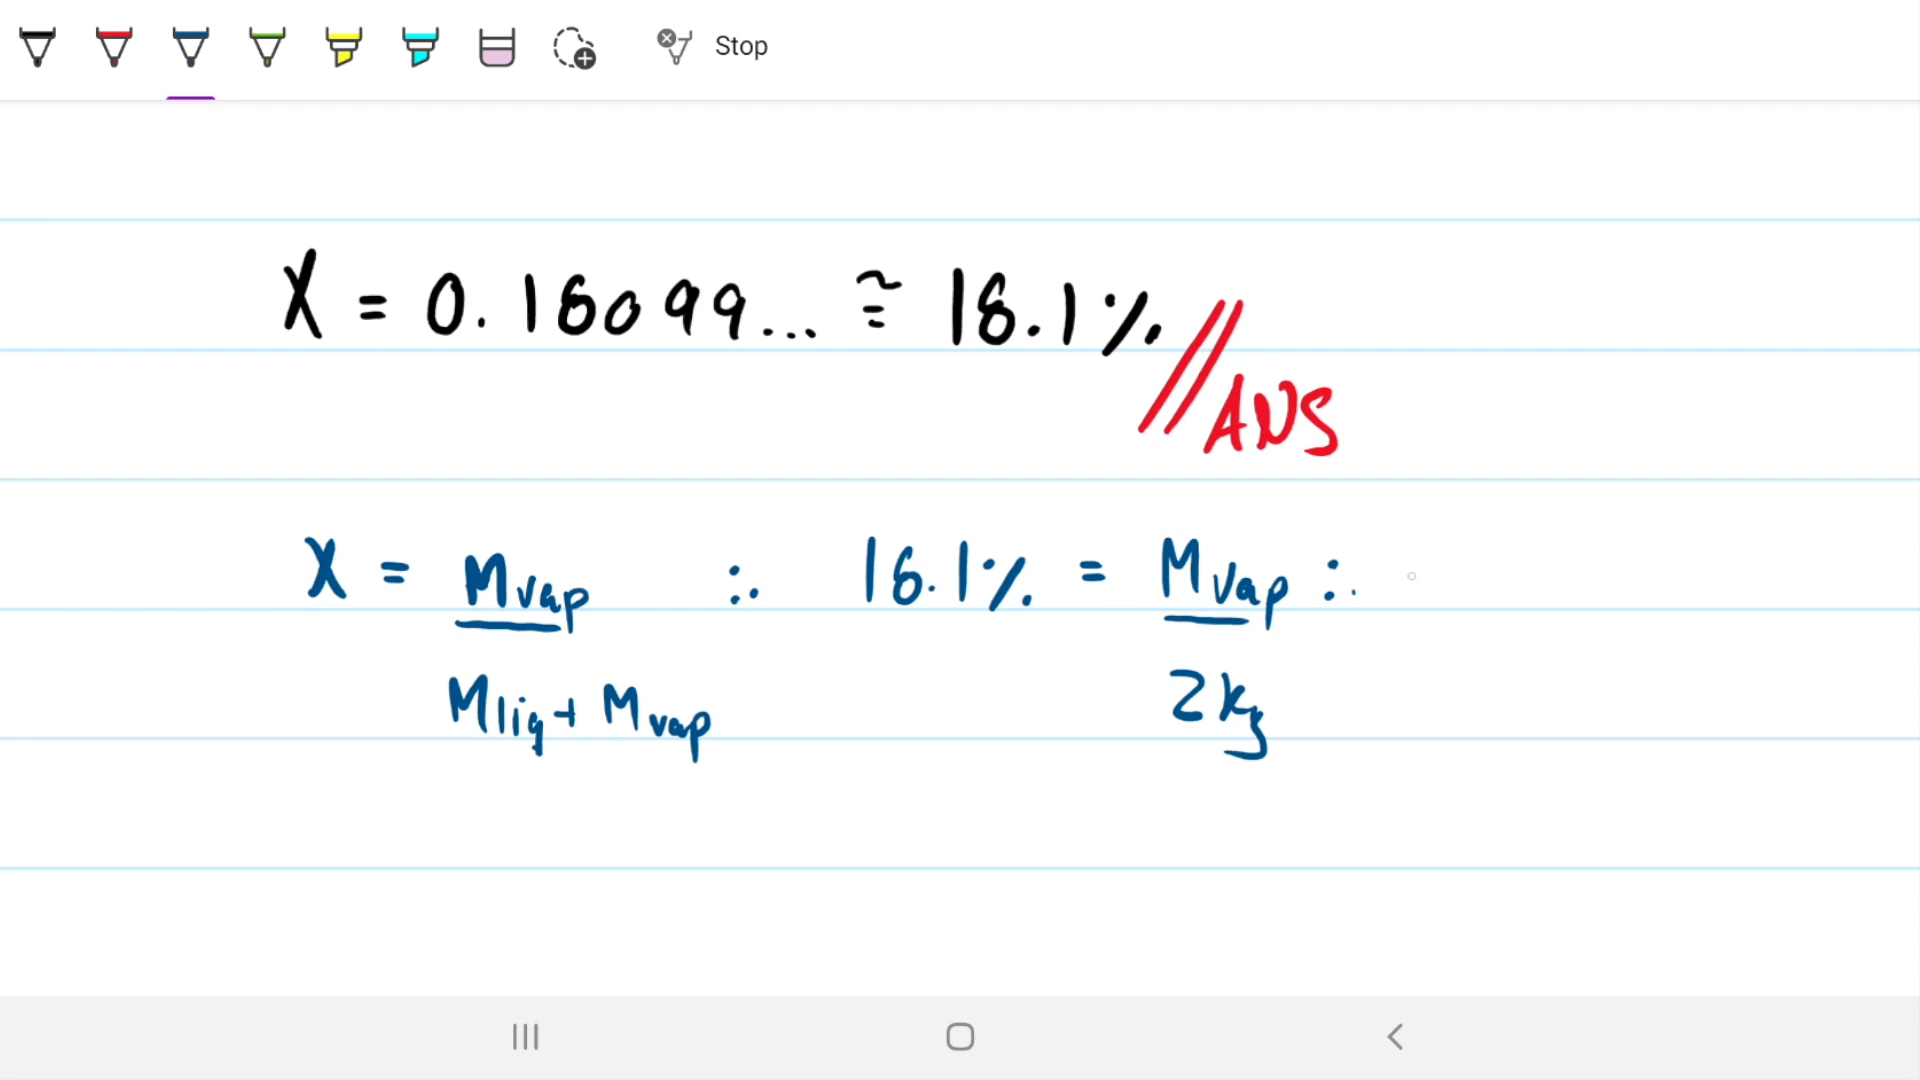 Stop
X = 0.16099... ≅ 16.1%
ANS
X = Mvap ∴ 16.1% = Mvap ∴
Mliq + Mvap 2kg